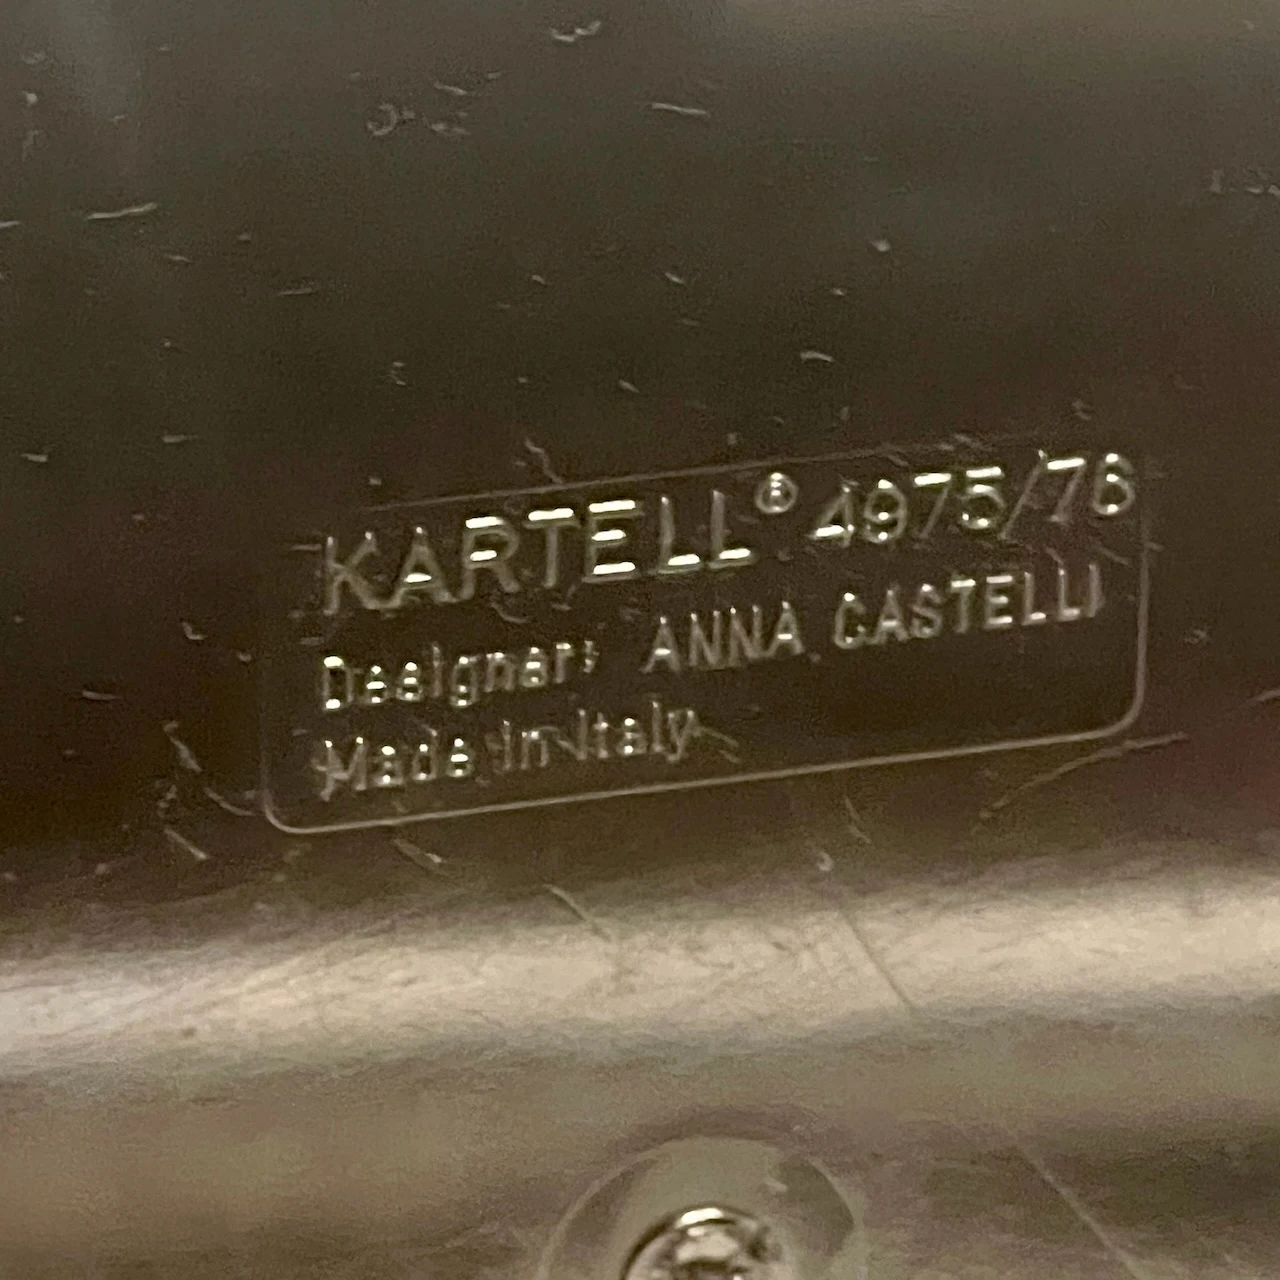 KARTELL® 4975/76
Designer: ANNA CASTELLI
Made in Italy